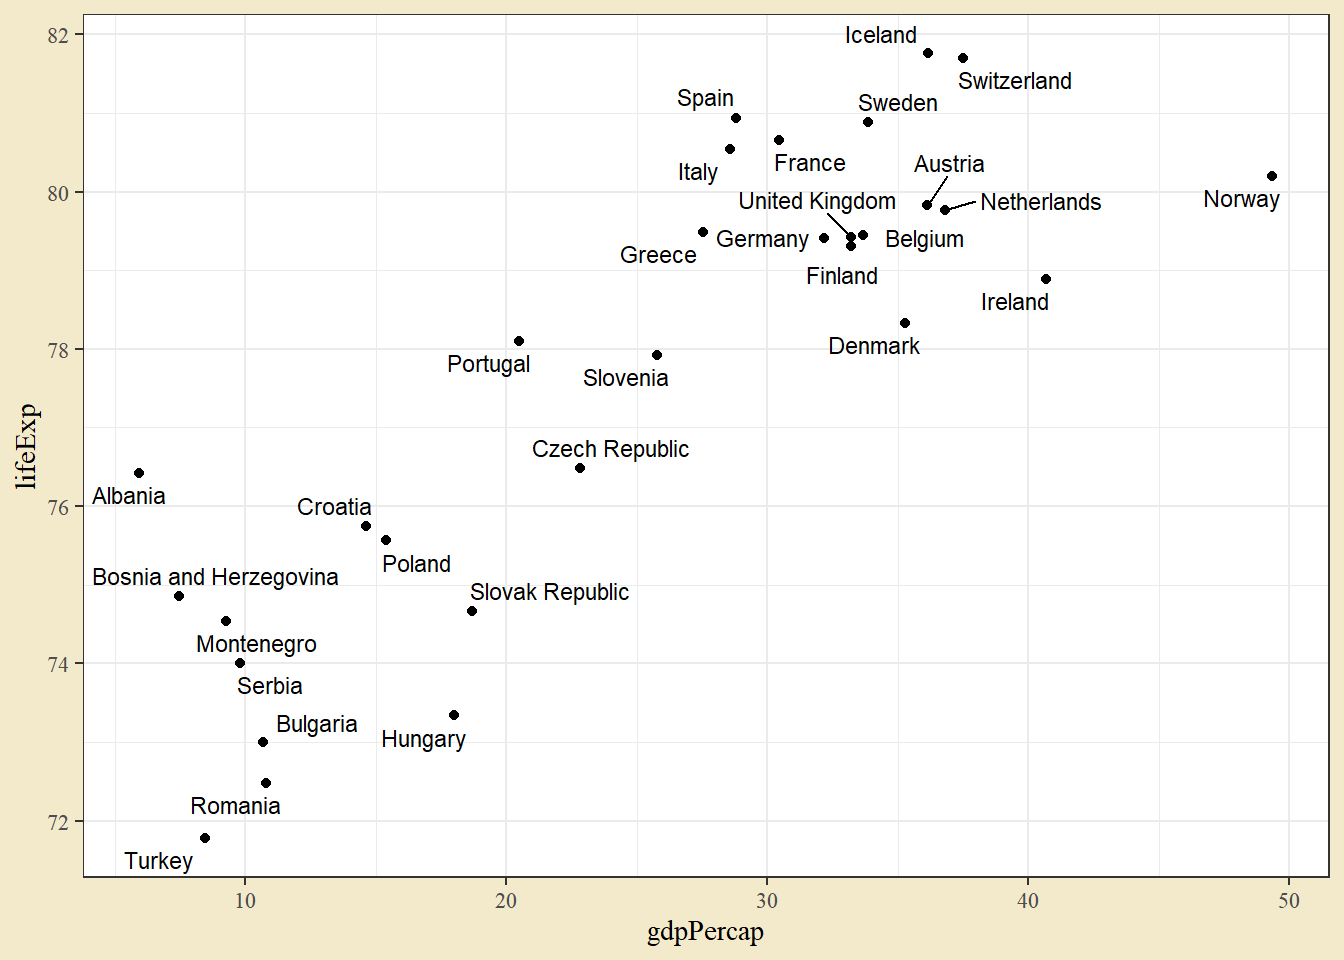 82
80
78
76
74
72
lifeExp
Iceland
Switzerland
Spain
Sweden
Italy
France
Austria
United Kingdom
Netherlands
Norway
Greece
Germany
Belgium
Finland
Ireland
Denmark
Portugal
Slovenia
Czech Republic
Albania
Croatia
Poland
Bosnia and Herzegovina
Slovak Republic
Montenegro
Serbia
Bulgaria
Hungary
Romania
Turkey
10 20 30 40 50
gdpPercap